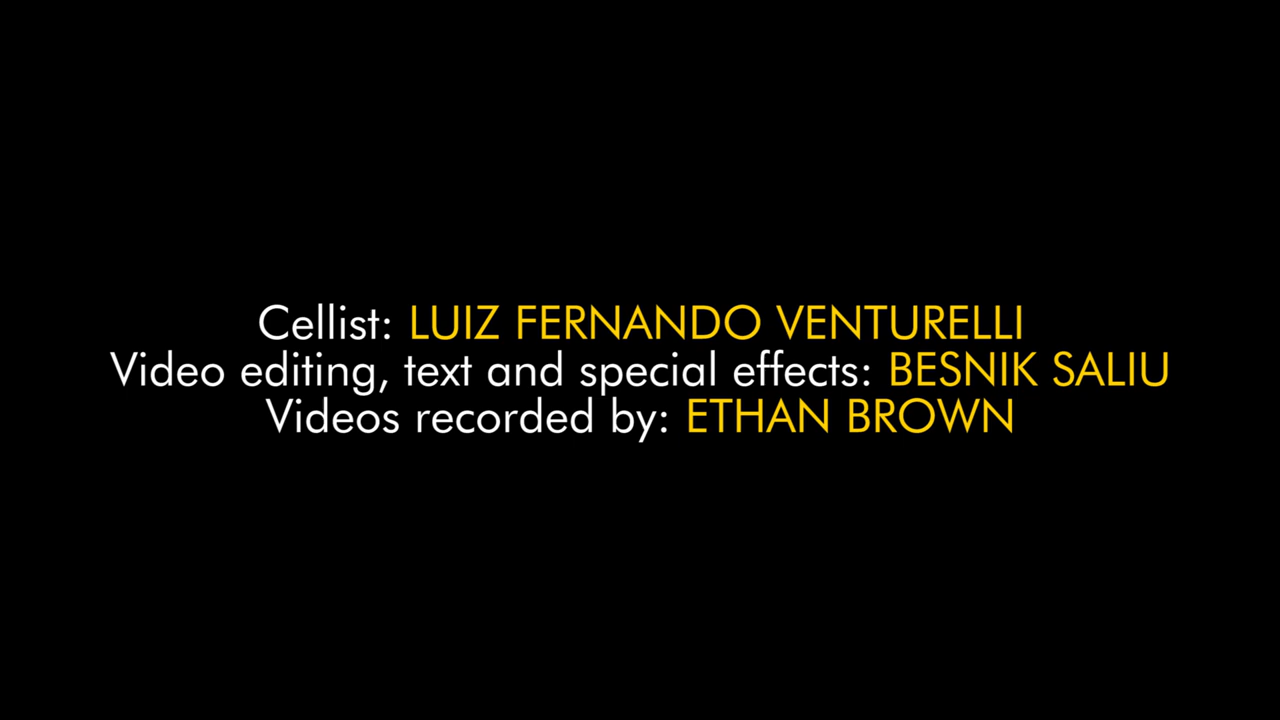 Cellist: LUIZ FERNANDO VENTURELLI
Video editing, text and special effects: BESNIK SALIU
Videos recorded by: ETHAN BROWN